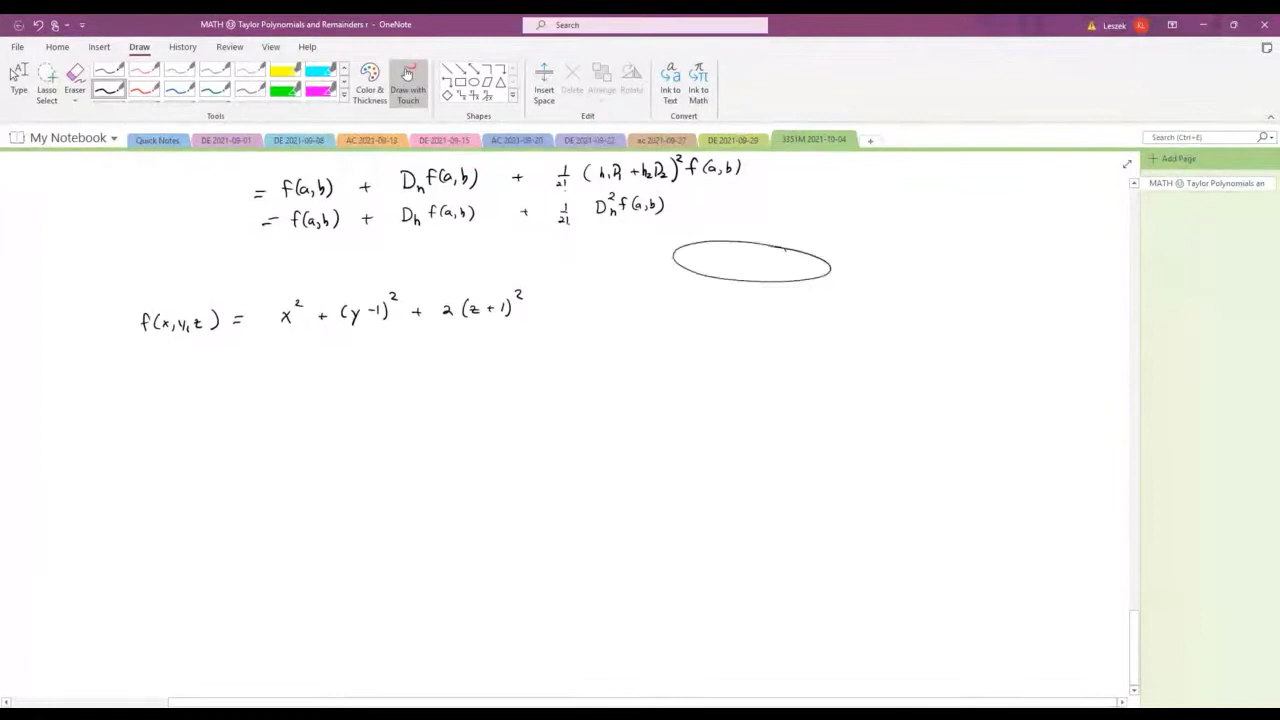 MATH ☺ Taylor Polynomials and Remainders r - OneNote
Search
Leszek
KL
File Home Insert Draw History Review View Help
Type
Lasso Select
Eraser
Color & Thickness
Draw with Touch
Insert Space
Delete
Arrange
Rotate
Ink to Text
Ink to Math
Tools
Shapes
Edit
Convert
My Notebook
Quick Notes
DE 2021-09-01
DE 2021-09-08
AC 2021-09-13
DE 2021-09-15
AC 2021-09-20
DE 2021-09-22
ac 2021-09-27
DE 2021-09-29
3351M 2021-10-04
Search (Ctrl+E)
Add Page
MATH ☺ Taylor Polynomials an
= f(a,b) + D_h f(a,b) + 1/2! (h₁D₁ + h₂D₂)² f(a,b)
= f(a,b) + D_h f(a,b) + 1/2! D_h² f(a,b)
f(x,y,z) = x² + (y-1)² + 2(z+1)²